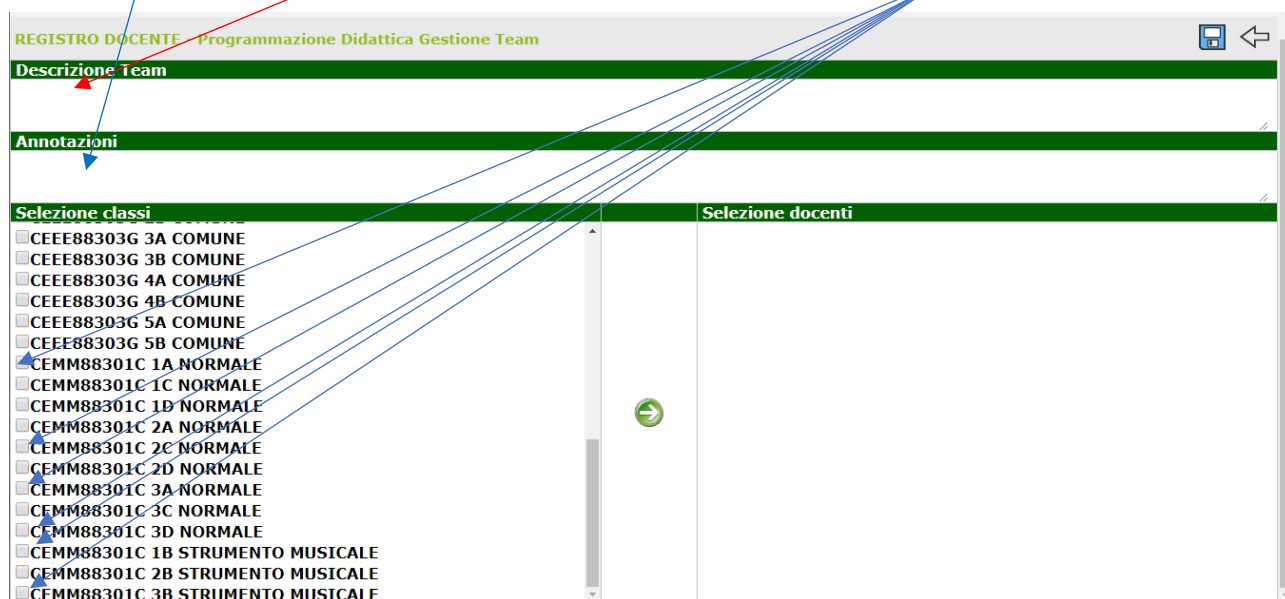 REGISTRO DOCENTE - Programmazione Didattica Gestione Team
Descrizione Team
Annotazioni
Selezione classi
Selezione docenti
CEEE88303G 3A COMUNE
CEEE88303G 3B COMUNE
CEEE88303G 4A COMUNE
CEEE88303G 4B COMUNE
CEEE88303G 5A COMUNE
CEEE88303G 5B COMUNE
CEMM88301C 1A NORMALE
CEMM88301C 1C NORMALE
CEMM88301C 1D NORMALE
CEMM88301C 2A NORMALE
CEMM88301C 2C NORMALE
CEMM88301C 2D NORMALE
CEMM88301C 3A NORMALE
CEMM88301C 3C NORMALE
CEMM88301C 3D NORMALE
CEMM88301C 1B STRUMENTO MUSICALE
CEMM88301C 2B STRUMENTO MUSICALE
CEMM88301C 3B STRUMENTO MUSICALE